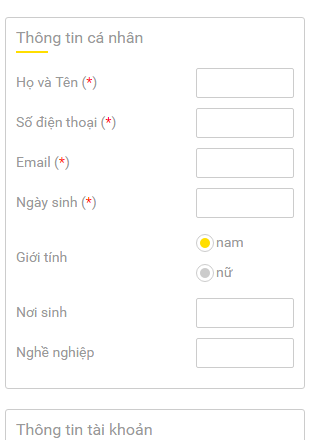 Thông tin cá nhân
Họ và Tên (*)
Số điện thoại (*)
Email (*)
Ngày sinh (*)
Giới tính
nam
nữ
Nơi sinh
Nghề nghiệp
Thông tin tài khoản